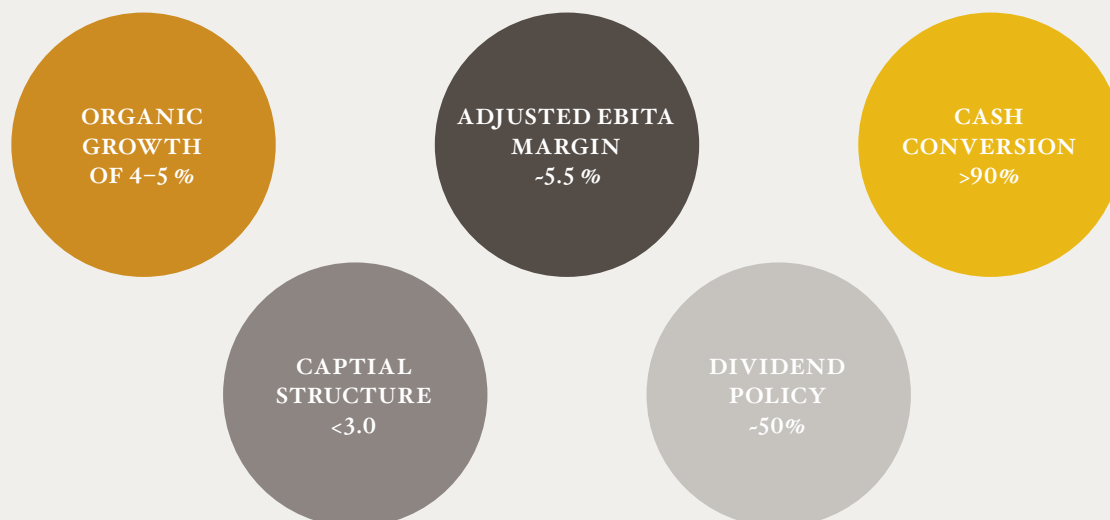 ORGANIC
GROWTH
OF 4–5 %
ADJUSTED EBITA
MARGIN
~5.5 %
CASH
CONVERSION
>90%
CAPTIAL
STRUCTURE
<3.0
DIVIDEND
POLICY
~50%